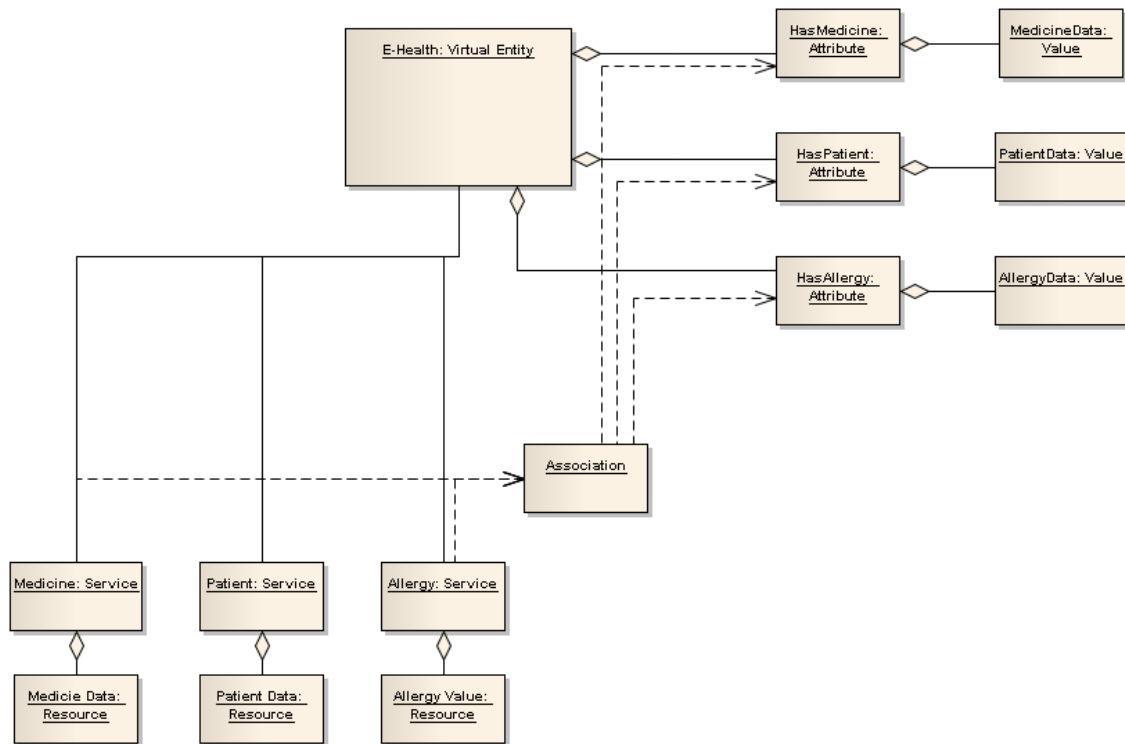 E-Health: Virtual Entity
HasMedicine:
Attribute
MedicineData:
Value
HasPatient:
Attribute
PatientData: Value
HasAllergy:
Attribute
AllergyData: Value
Association
Medicine: Service
Patient: Service
Allergy: Service
Medicie Data:
Resource
Patient Data:
Resource
Allergy Value:
Resource